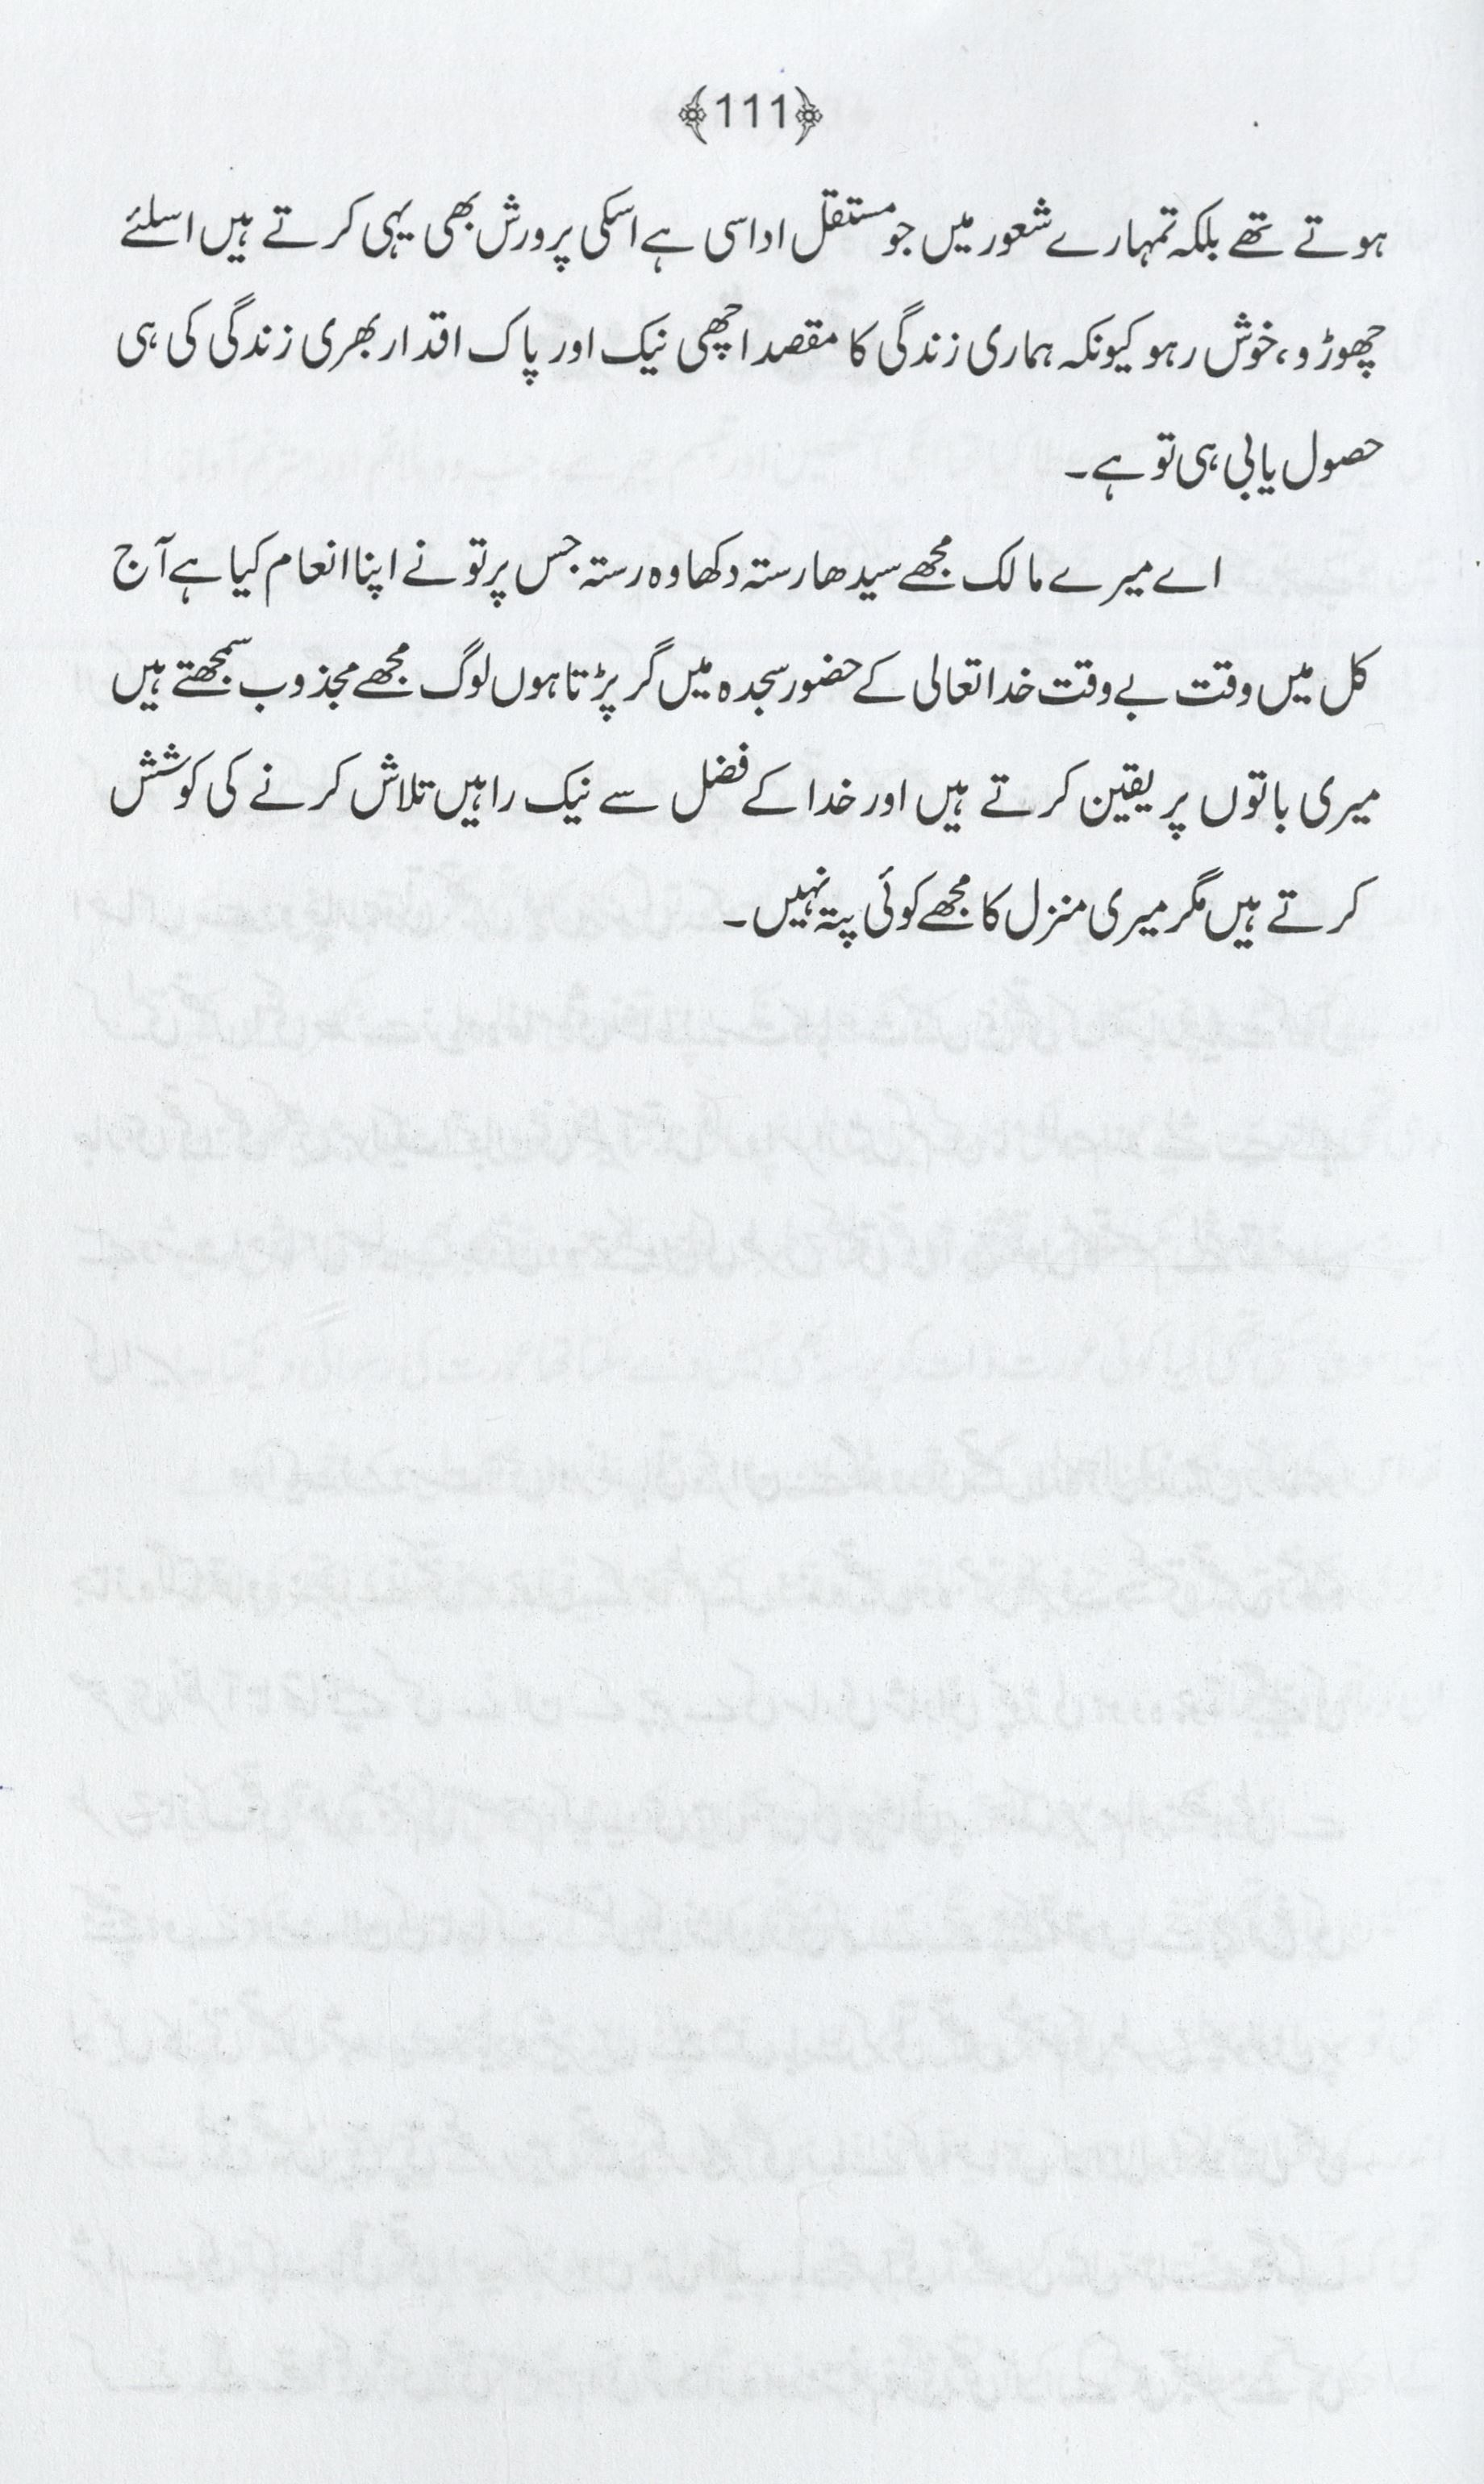 ﴿111﴾
ہوتے تھے بلکہ تمہارے شعور میں جو مستقل اداسی ہے اسکی پرورش بھی یہی کرتے ہیں اسلئے
چھوڑو، خوش رہو کیونکہ ہماری زندگی کا مقصد اچھی نیک اور پاک اقدار بھری زندگی کی ہی
حصول یابی ہی تو ہے۔
اے میرے مالک مجھے سیدھا رستہ دکھا وہ رستہ جس پر تو نے اپنا انعام کیا ہے آج
کل میں وقت بے وقت خدا تعالی کے حضور سجدہ میں گر پڑتا ہوں لوگ مجھے مجذوب سمجھتے ہیں
میری باتوں پر یقین کرتے ہیں اور خدا کے فضل سے نیک راہیں تلاش کرنے کی کوشش
کرتے ہیں مگر میری منزل کا مجھے کوئی پتہ نہیں۔